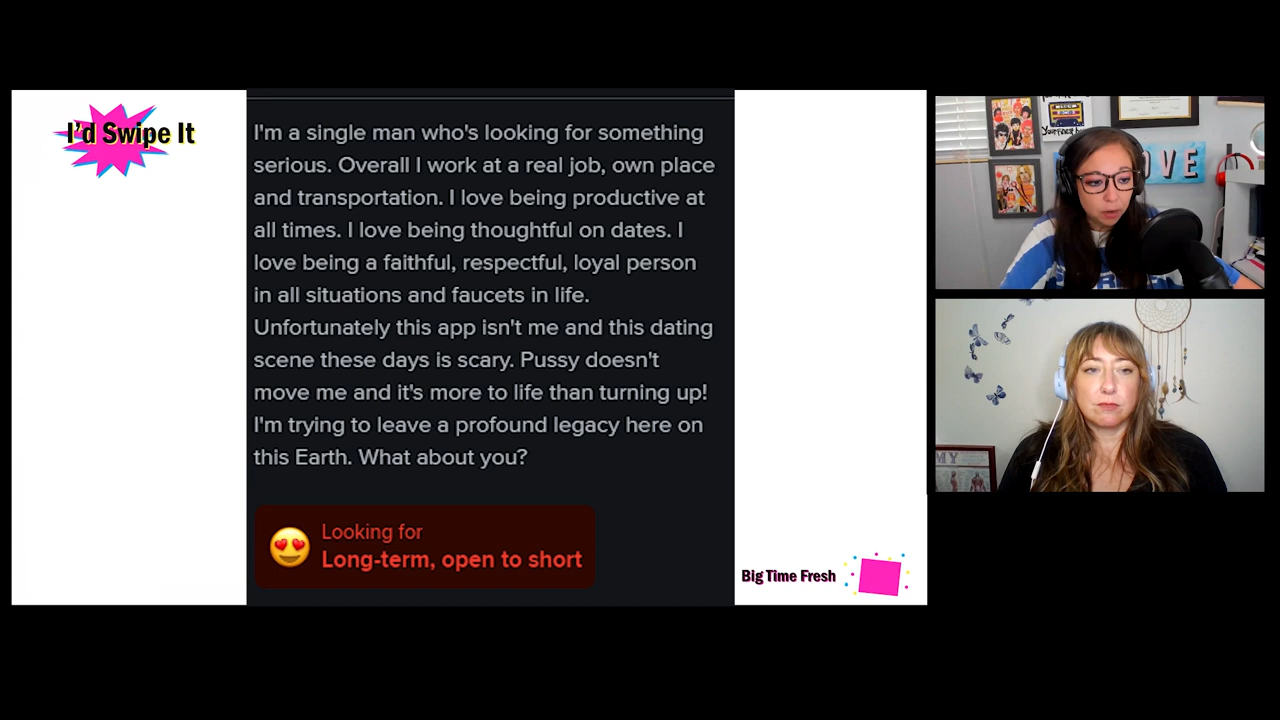 I'd Swipe It
I'm a single man who's looking for something
serious. Overall I work at a real job, own place
and transportation. I love being productive at
all times. I love being thoughtful on dates. I
love being a faithful, respectful, loyal person
in all situations and faucets in life.
Unfortunately this app isn't me and this dating
scene these days is scary. Pussy doesn't
move me and it's more to life than turning up!
I'm trying to leave a profound legacy here on
this Earth. What about you?
Looking for
Long-term, open to short
Big Time Fresh
OVE
MY